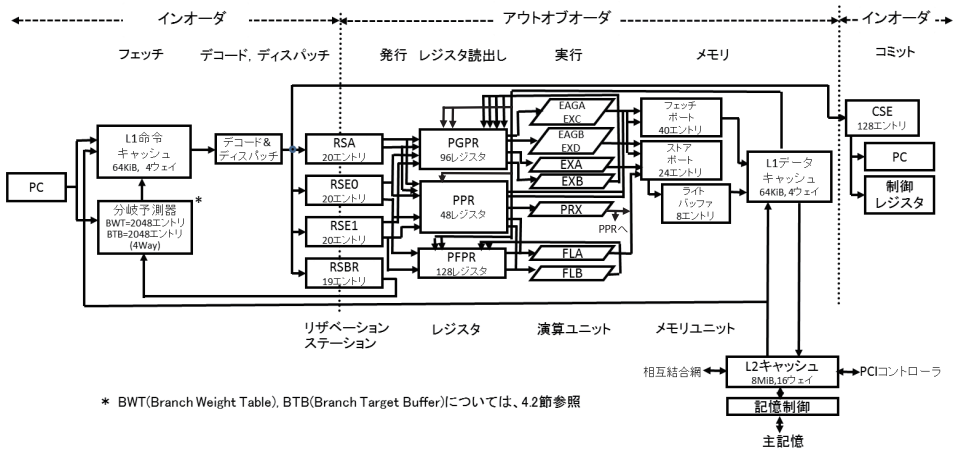 インオーダ
アウトオブオーダ
インオーダ
フェッチ
デコード, ディスパッチ
発行
レジスタ読出し
実行
メモリ
コミット
PC
L1命令
キャッシュ
64KiB, 4ウェイ
分岐予測器
BWT=2048エントリ
BTB=2048エントリ
(4Way)
*
デコード&
ディスパッチ
RSA
20エントリ
RSE0
20エントリ
RSE1
20エントリ
RSBR
19エントリ
PGPR
96レジスタ
PPR
48レジスタ
PFPR
128レジスタ
EAGA
EXC
EAGB
EXD
EXA
EXB
PRX
PPRへ
FLA
FLB
フェッチ
ポート
40エントリ
ストア
ポート
24エントリ
ライト
バッファ
8エントリ
L1データ
キャッシュ
64KiB,4ウェイ
CSE
128エントリ
PC
制御
レジスタ
リザベーション
ステーション
レジスタ
演算ユニット
メモリユニット
相互結合網
L2キャッシュ
8MiB,16ウェイ
PCIコントローラ
記憶制御
主記憶
* BWT(Branch Weight Table), BTB(Branch Target Buffer)については、4.2節参照